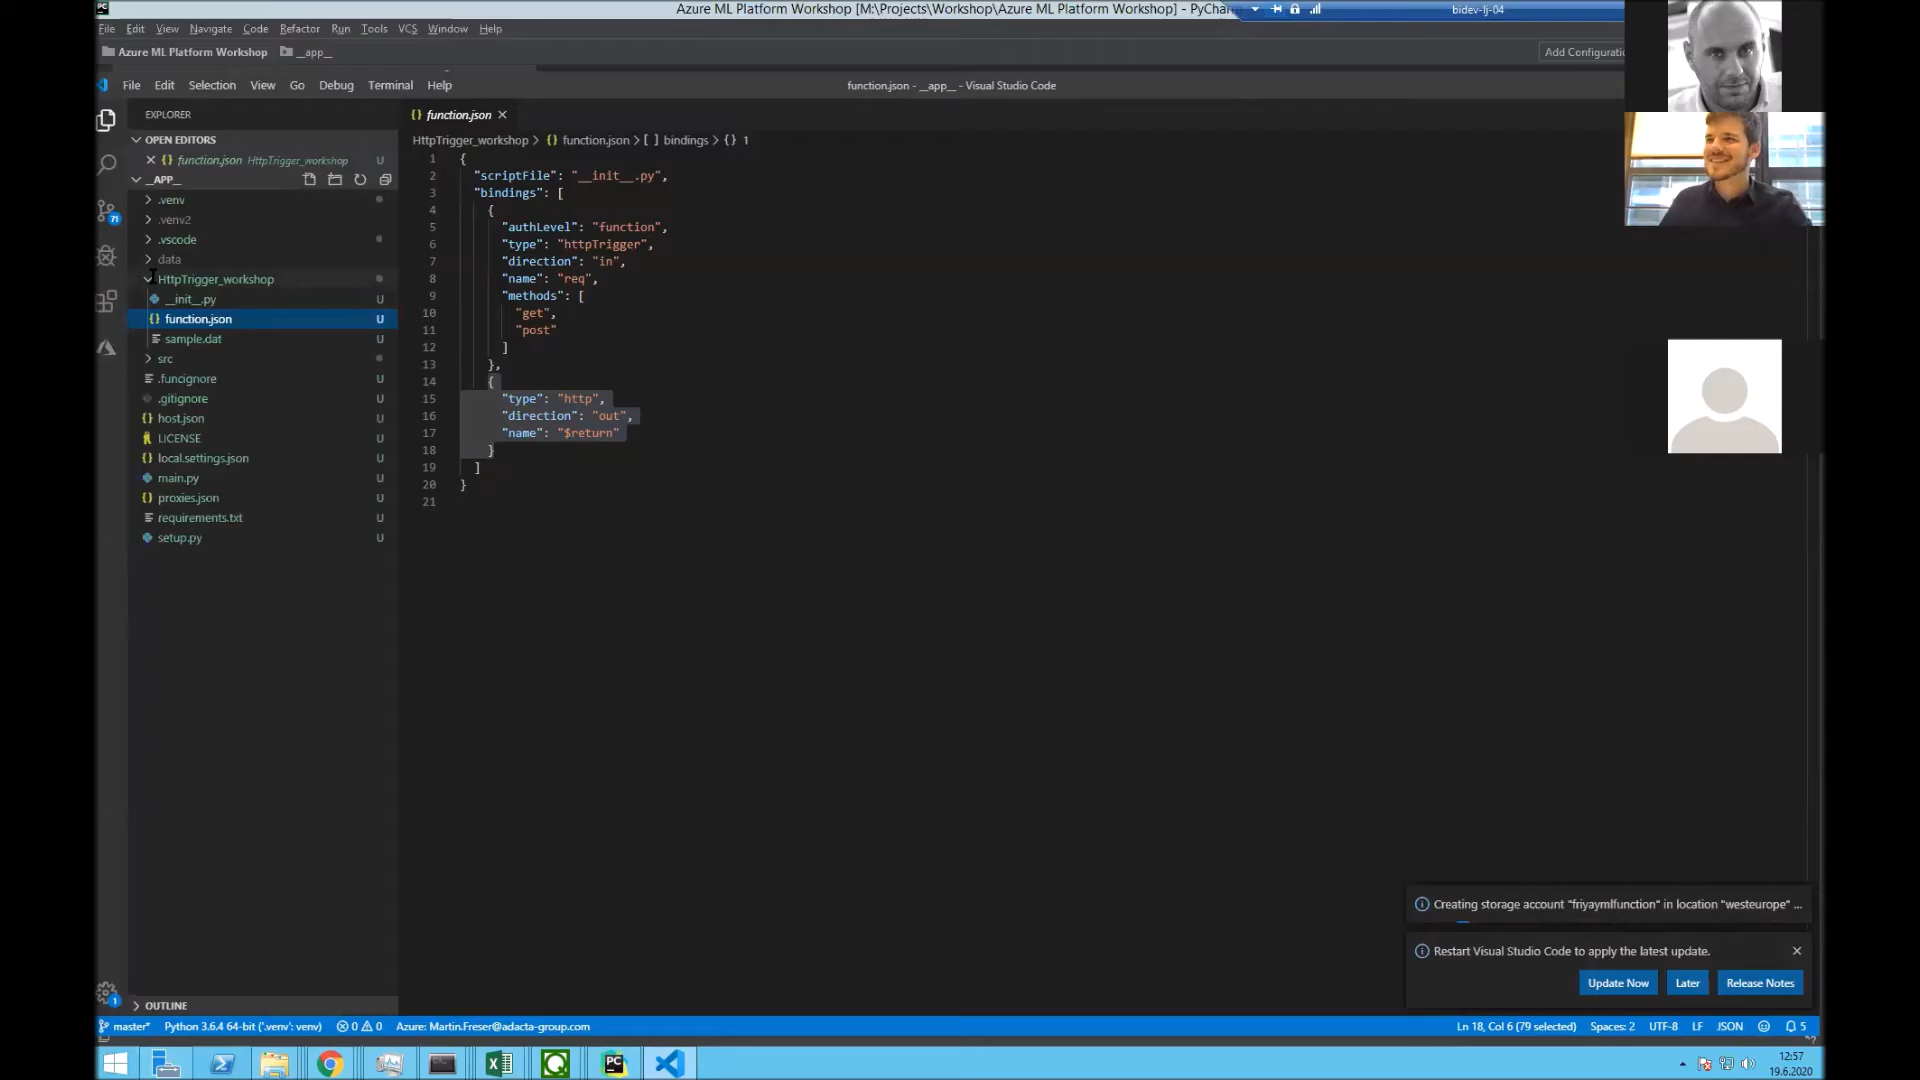 Azure ML Platform Workshop [M:\Projects\Workshop\Azure ML Platform Workshop] - PyCharm
bidev-lj-04
File Edit View Navigate Code Refactor Run Tools VCS Window Help
Azure ML Platform Workshop __app__
Add Configuration
File Edit Selection View Go Debug Terminal Help
function.json - __app__ - Visual Studio Code
EXPLORER
OPEN EDITORS
function.json HttpTrigger_workshop U
__APP__
.venv
.venv2
.vscode
data
HttpTrigger_workshop
__init__.py U
function.json U
sample.dat U
src
.funcignore U
.gitignore U
host.json U
LICENSE U
local.settings.json U
main.py U
proxies.json U
requirements.txt U
setup.py U
OUTLINE
71
1
function.json
HttpTrigger_workshop > {} function.json > [ ] bindings > {} 1
1 {
2 "scriptFile": "__init__.py",
3 "bindings": [
4 {
5 "authLevel": "function",
6 "type": "httpTrigger",
7 "direction": "in",
8 "name": "req",
9 "methods": [
10 "get",
11 "post"
12 ]
13 },
14 {
15 "type": "http",
16 "direction": "out",
17 "name": "$return"
18 }
19 ]
20 }
21
Creating storage account "friyaymlfunction" in location "westeurope" ...
Restart Visual Studio Code to apply the latest update.
Update Now Later Release Notes
master* Python 3.6.4 64-bit ('.venv': venv) 0 0 Azure: Martin.Freser@adacta-group.com
Ln 18, Col 6 (79 selected) Spaces: 2 UTF-8 LF JSON 5
12:57
19.6.2020